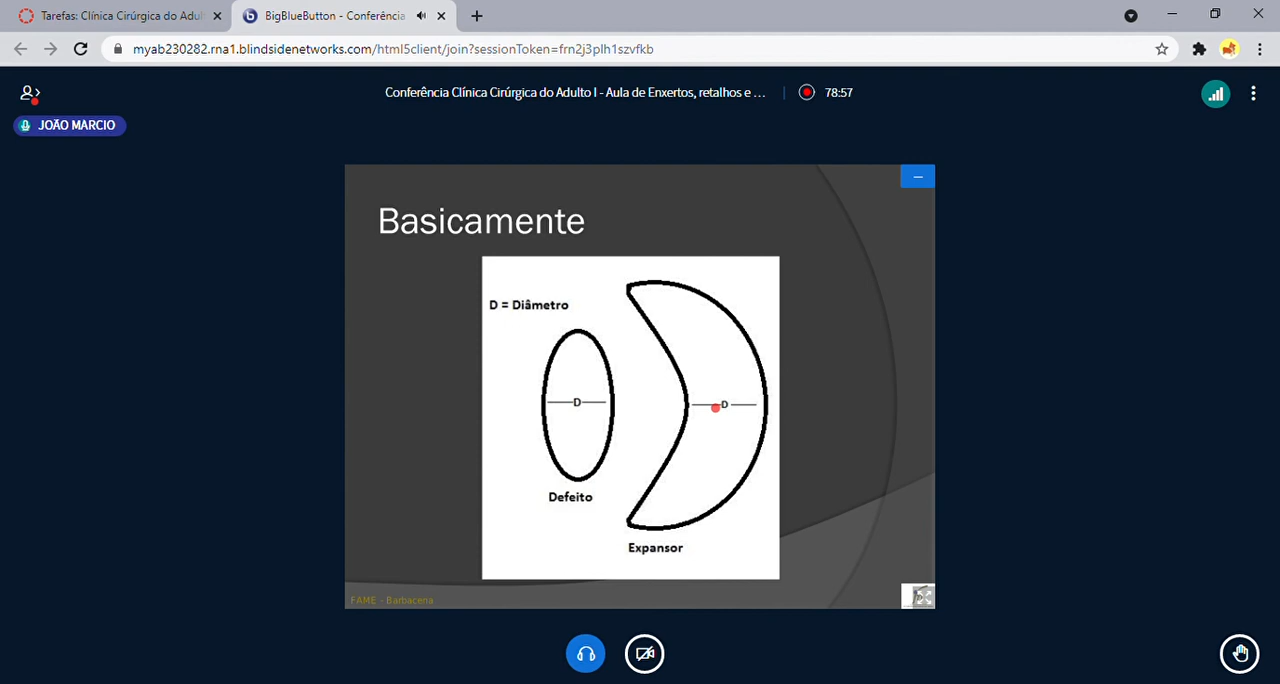 Tarefas: Clínica Cirúrgica do Adul
BigBlueButton - Conferência
myab230282.rna1.blindsidenetworks.com/html5client/join?sessionToken=frn2j3plh1szvfkb
Conferência Clínica Cirúrgica do Adulto I - Aula de Enxertos, retalhos e ...
78:57
JOÃO MARCIO
Basicamente
D = Diâmetro
D
D
Defeito
Expansor
FAME - Barbacena